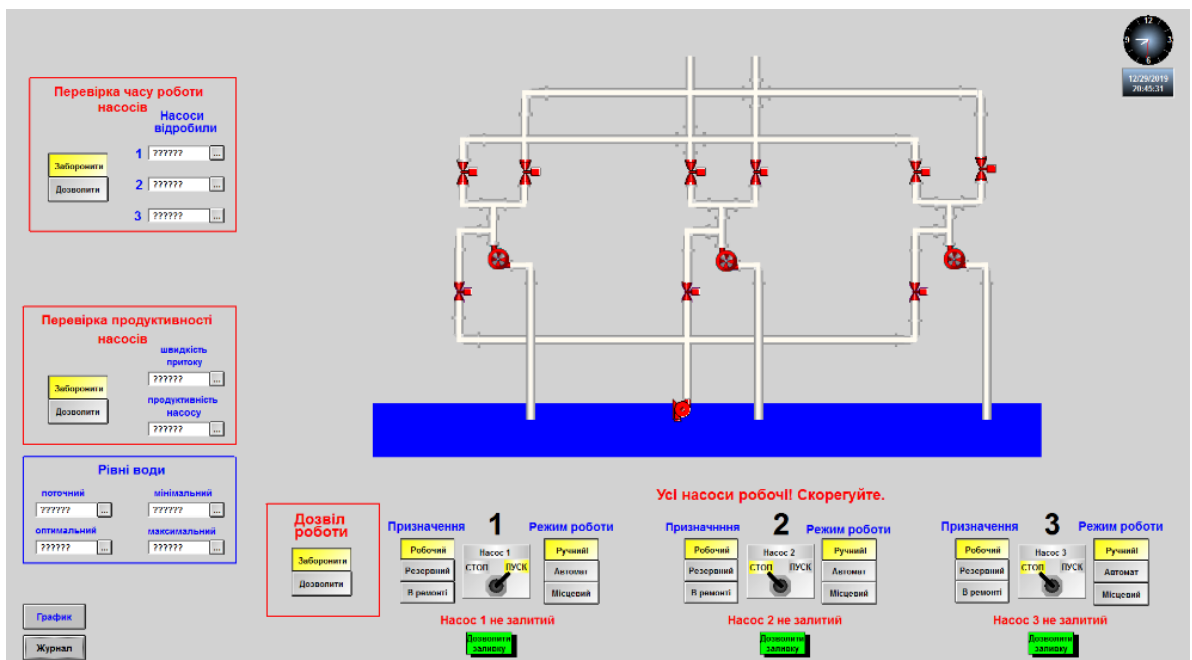 12
9
3
6
12/29/2019
20:45:31
Перевірка часу роботи
насосів
Насоси
відробили
Заборонити
Дозволити
1 ??????  ...
2 ??????  ...
3 ??????  ...
Перевірка продуктивності
насосів
швидкість
притоку
??????  ...
Заборонити
Дозволити
продуктивність
насосу
??????  ...
Рівні води
поточний мінімальний
??????  ... ??????  ...
оптимальний максимальний
??????  ... ??????  ...
График
Журнал
Усі насоси робочі! Скорегуйте.
Дозвіл
роботи
Заборонити
Дозволити
Призначення 1 Режим роботи
Робочий
Резервний
В ремонті
Насос 1
СТОП ПУСК
Ручний!
Автомат
Місцевий
Насос 1 не залитий
Дозволити
заливку
Призначнння 2 Режим роботи
Робочий
Резервний
В ремонті
Насос 2
СТОП ПУСК
Ручний!
Автомат
Місцевий
Насос 2 не залитий
Дозволити
заливку
Призначення 3 Режим роботи
Робочий
Резервний
В ремонті
Насос 3
СТОП ПУСК
Ручний!
Автомат
Місцевий
Насос 3 не залитий
Дозволити
заливку